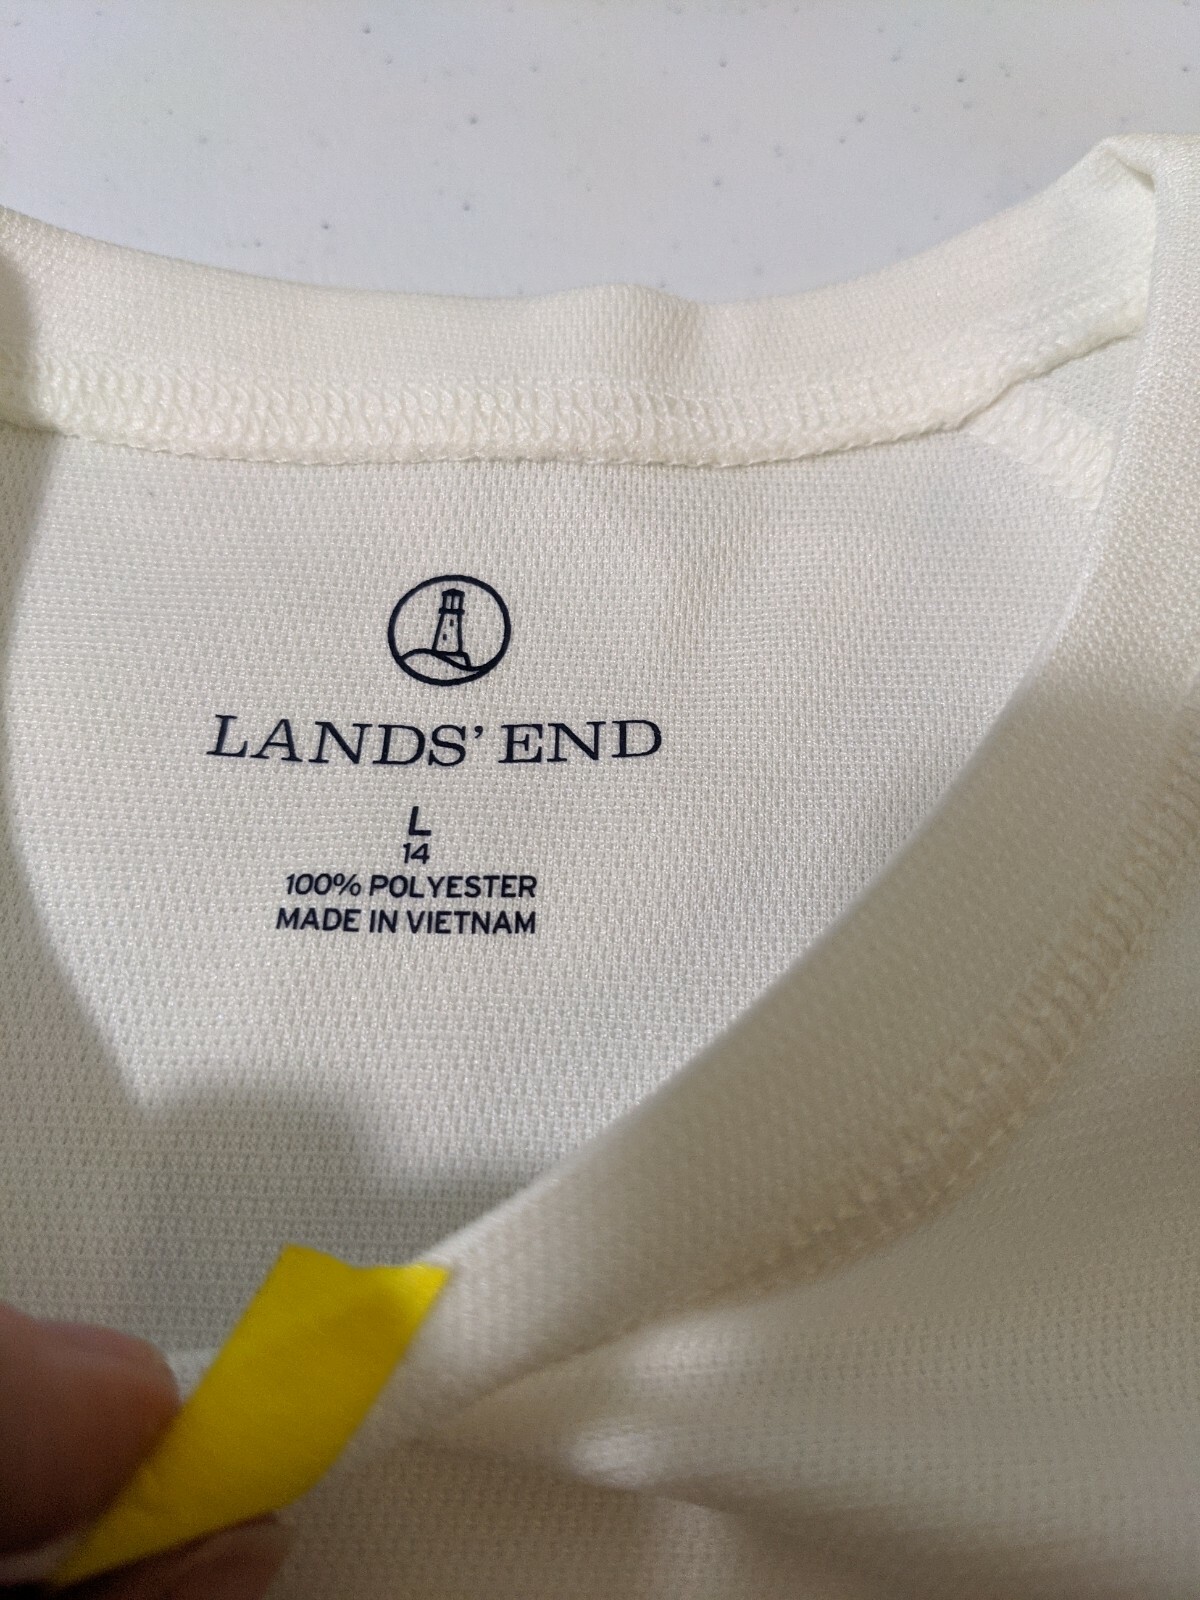 LANDS' END
L
14
100% POLYESTER
MADE IN VIETNAM